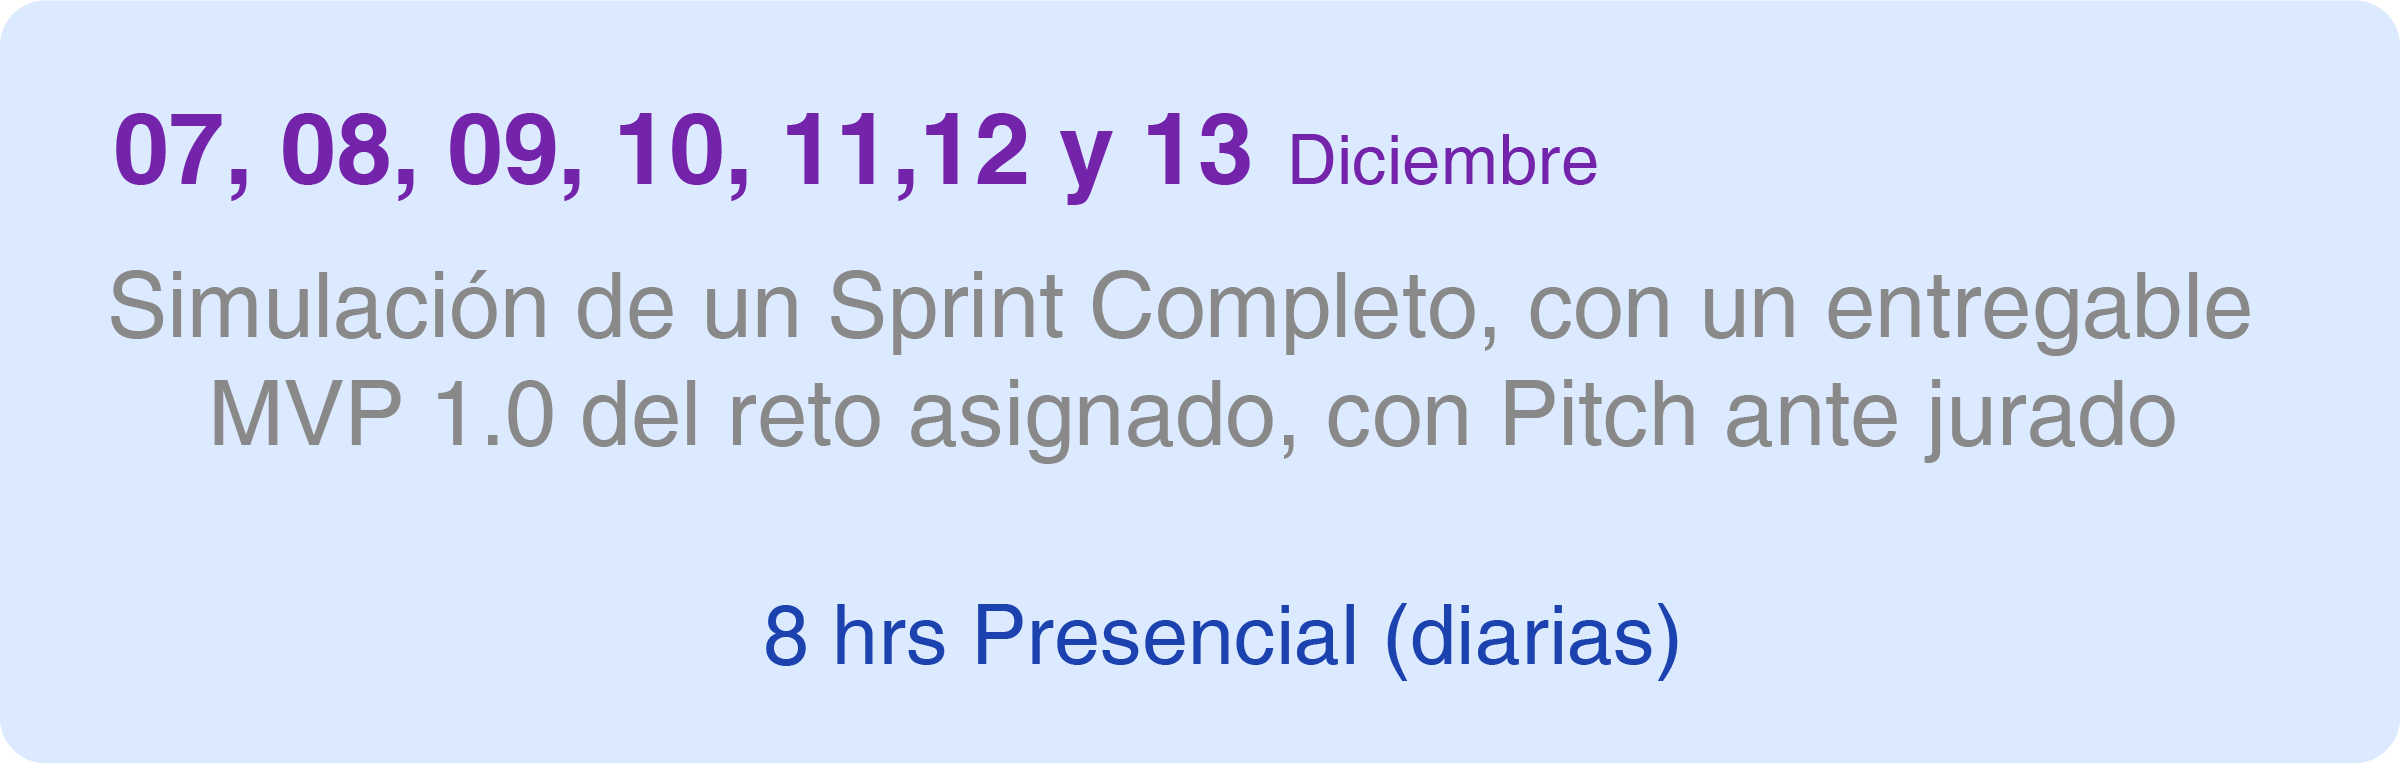 07, 08, 09, 10, 11,12 y 13 Diciembre
Simulación de un Sprint Completo, con un entregable
MVP 1.0 del reto asignado, con Pitch ante jurado
8 hrs Presencial (diarias)